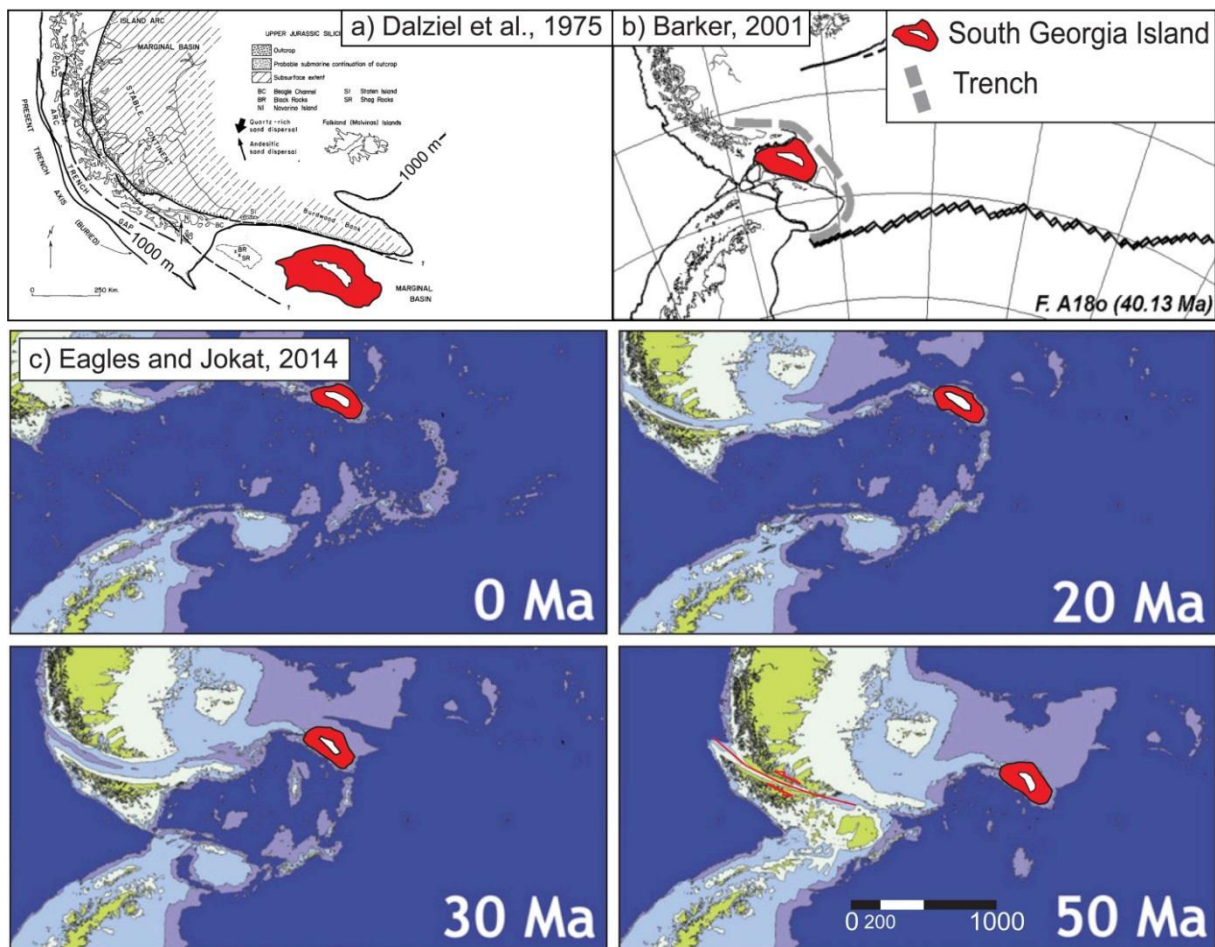 a) Dalziel et al., 1975
ISLAND ARC
MARGINAL BASIN
UPPER JURASSIC SILICI
Outcrop
Probable submarine continuation of outcrop
Subsurface extent
BC Beagle Channel SI Staten Island
BR Black Rocks SR Shag Rocks
NI Navarino Island
Quartz-rich
sand dispersal
Andesitic
sand dispersal
Falkland (Malvinas) Islands
STABLE
CONTINENT
PRESENT
TRENCH
AXIS
(BURIED)
ARC
TRENCH
GAP
1000 m
1000 m
BC
SI
Burdwood Bank
BR
SR
MARGINAL
BASIN
?
?
0 250 Km.
b) Barker, 2001
South Georgia Island
Trench
F. A18o (40.13 Ma)
c) Eagles and Jokat, 2014
0 Ma
20 Ma
30 Ma
0 200 1000
50 Ma